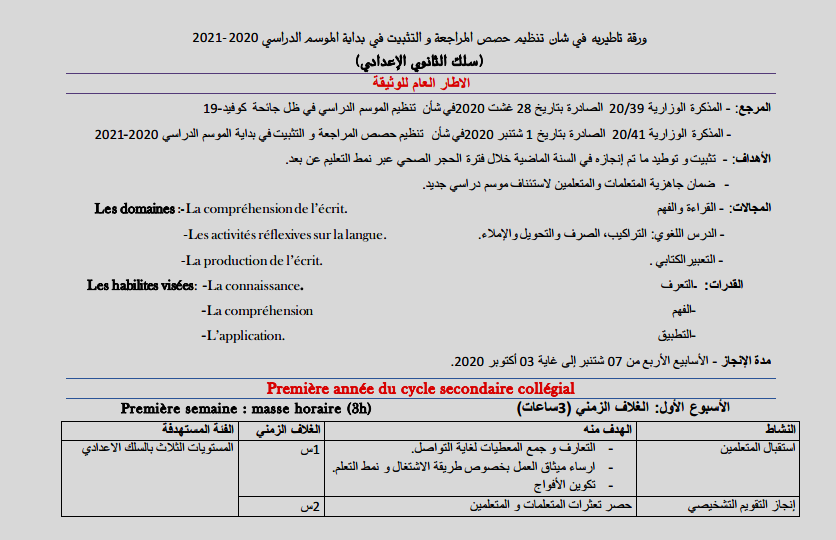 ورقة تاطيريه في شان تنظيم حصص المراجعة و التثبيت في بداية الموسم الدراسي 2020 -2021
(سلك الثانوي الإعدادي)
الاطار العام للوثيقة
المرجع: - المذكرة الوزارية 20/39 الصادرة بتاريخ 28 غشت 2020في شأن تنظيم الموسم الدراسي في ظل جائحة كوفيد-19
- المذكرة الوزارية 20/41 الصادرة بتاريخ 1 شتنبر 2020في شأن تنظيم حصص المراجعة و التثبيت في بداية الموسم الدراسي 2020-2021
الأهداف: - تثبيت و توطيد ما تم إنجازه في السنة الماضية خلال فترة الحجر الصحي عبر نمط التعليم عن بعد.
- ضمان جاهزية المتعلمات والمتعلمين لاستئناف موسم دراسي جديد.
المجالات: - القراءة والفهم Les domaines :-La compréhension de l'écrit.
- الدرس اللغوي: التراكيب، الصرف والتحويل والإملاء. -Les activités réflexives sur la langue.
- التعبير الكتابي . -La production de l'écrit.
القدرات: -التعرف Les habilites visées: -La connaissance.
-الفهم -La compréhension
-التطبيق -L'application.
مدة الإنجاز - الأسابيع الأربع من 07 شتنبر إلى غاية 03 أكتوبر 2020.
Première année du cycle secondaire collégial
الأسبوع الأول: الغلاف الزمني (3ساعات) Première semaine : masse horaire (3h)
النشاط الهدف منه الغلاف الزمني الفئة المستهدفة
استقبال المتعلمين - التعارف و جمع المعطيات لغاية التواصل. 1س المستويات الثلاث بالسلك الاعدادي
- ارساء ميثاق العمل بخصوص طريقة الاشتغال و نمط التعلم.
- تكوين الأفواج
إنجاز التقويم التشخيصي حصر تعثرات المتعلمات و المتعلمين 2س